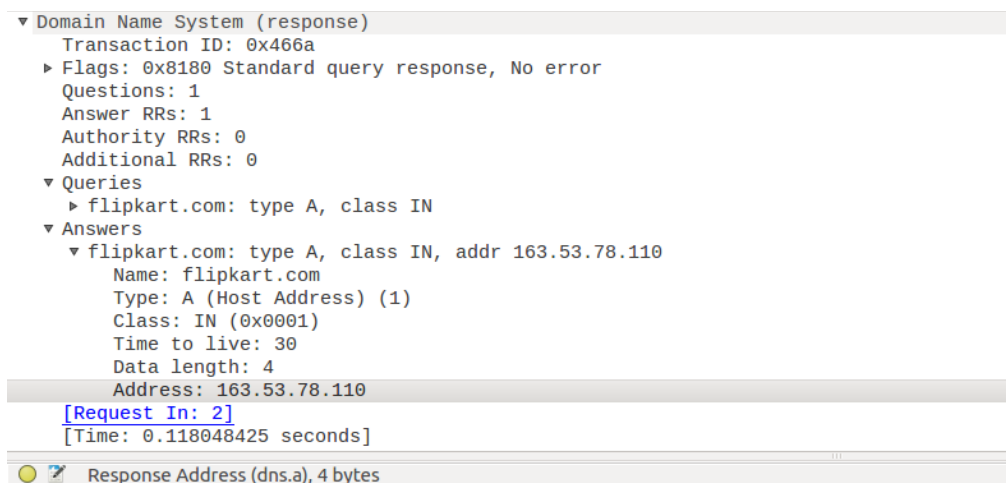 Domain Name System (response)
Transaction ID: 0x466a
Flags: 0x8180 Standard query response, No error
Questions: 1
Answer RRs: 1
Authority RRs: 0
Additional RRs: 0
Queries
flipkart.com: type A, class IN
Answers
flipkart.com: type A, class IN, addr 163.53.78.110
Name: flipkart.com
Type: A (Host Address) (1)
Class: IN (0x0001)
Time to live: 30
Data length: 4
Address: 163.53.78.110
[Request In: 2]
[Time: 0.118048425 seconds]
Response Address (dns.a), 4 bytes